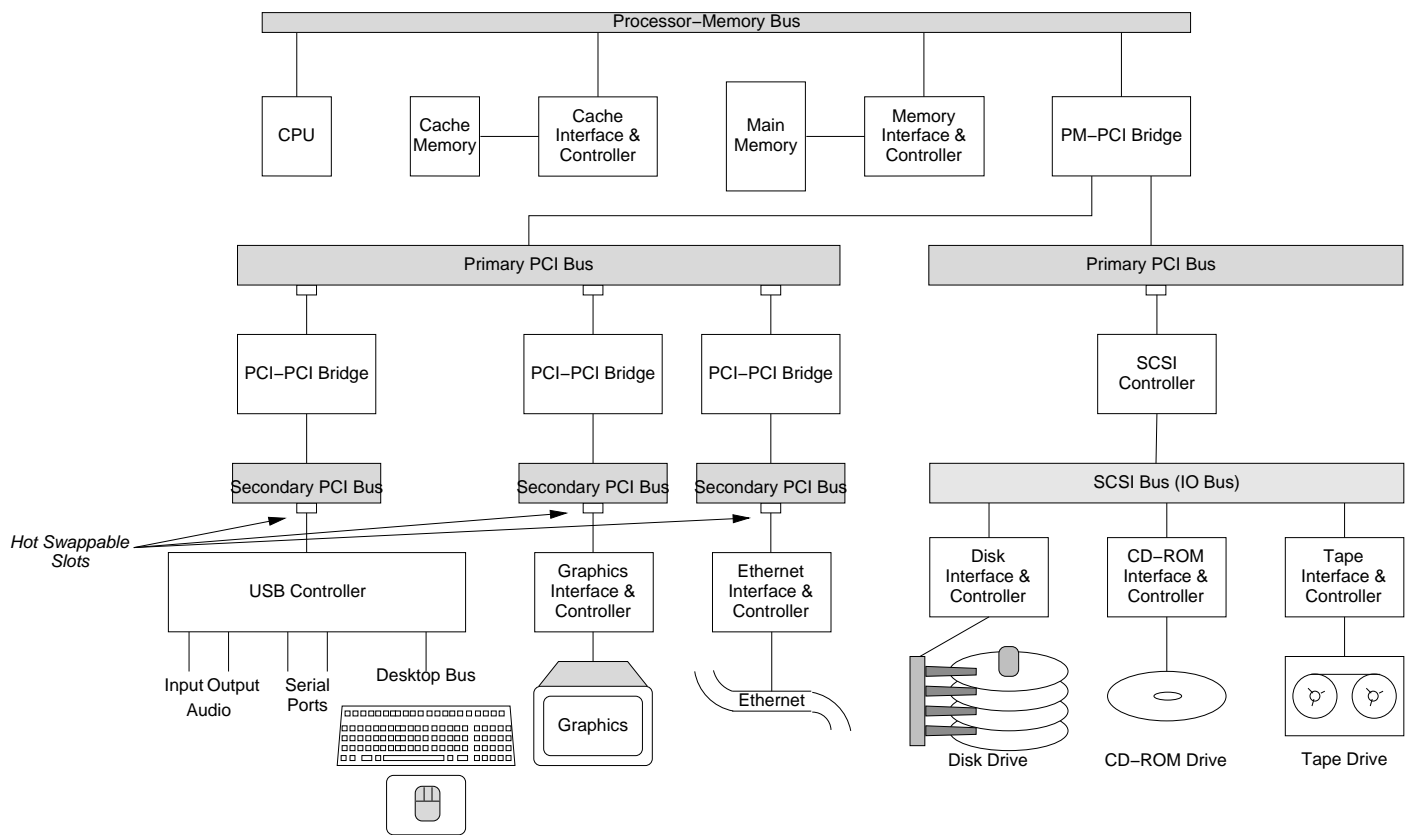 Processor–Memory Bus
CPU
Cache
Memory
Cache
Interface &
Controller
Main
Memory
Memory
Interface &
Controller
PM–PCI Bridge
Primary PCI Bus
Primary PCI Bus
PCI–PCI Bridge
PCI–PCI Bridge
PCI–PCI Bridge
SCSI
Controller
Secondary PCI Bus
Secondary PCI Bus
Secondary PCI Bus
SCSI Bus (IO Bus)
Hot Swappable
Slots
USB Controller
Graphics
Interface &
Controller
Ethernet
Interface &
Controller
Disk
Interface &
Controller
CD–ROM
Interface &
Controller
Tape
Interface &
Controller
Input Output
Audio
Serial
Ports
Desktop Bus
Graphics
Ethernet
Disk Drive
CD–ROM Drive
Tape Drive